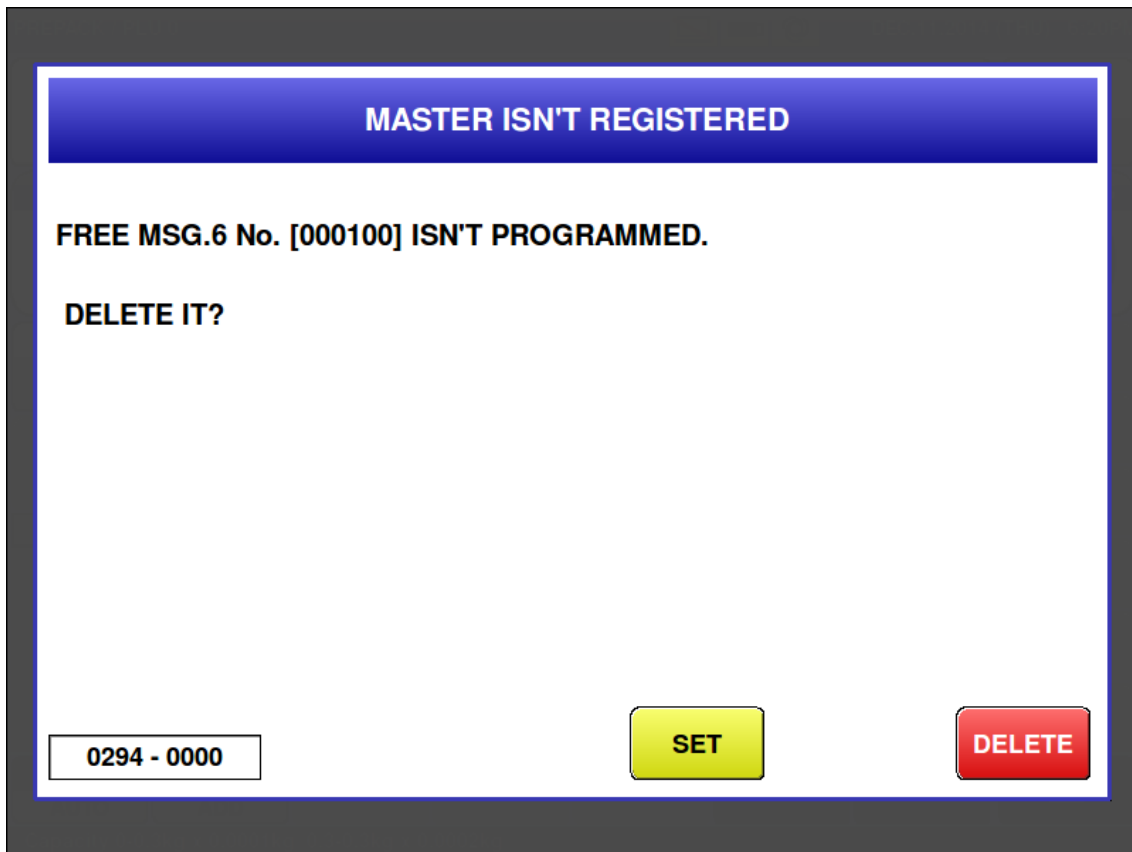 MASTER ISN'T REGISTERED
FREE MSG.6 No. [000100] ISN'T PROGRAMMED.
DELETE IT?
0294 - 0000
SET
DELETE